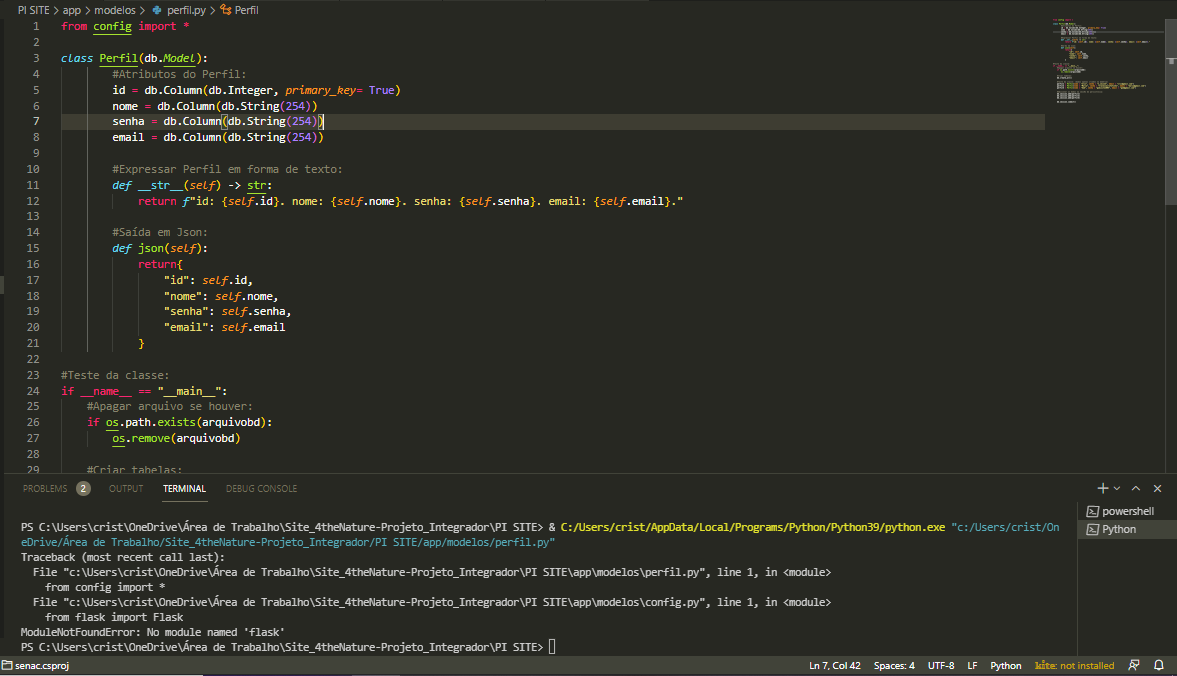 PI SITE > app > modelos > perfil.py > Perfil
1 from config import *
2
3 class Perfil(db.Model):
4 #Atributos do Perfil:
5 id = db.Column(db.Integer, primary_key= True)
6 nome = db.Column(db.String(254))
7 senha = db.Column(db.String(254))
8 email = db.Column(db.String(254))
9
10 #Expressar Perfil em forma de texto:
11 def __str__(self) -> str:
12 return f"id: {self.id}. nome: {self.nome}. senha: {self.senha}. email: {self.email}."
13
14 #Saída em Json:
15 def json(self):
16 return{
17 "id": self.id,
18 "nome": self.nome,
19 "senha": self.senha,
20 "email": self.email
21 }
22
23 #Teste da classe:
24 if __name__ == "__main__":
25 #Apagar arquivo se houver:
26 if os.path.exists(arquivobd):
27 os.remove(arquivobd)
28
29 #Criar tabelas:
PROBLEMS 2 OUTPUT TERMINAL DEBUG CONSOLE
PS C:\Users\crist\OneDrive\Área de Trabalho\Site_4theNature-Projeto_Integrador\PI SITE> & C:/Users/crist/AppData/Local/Programs/Python/Python39/python.exe "c:/Users/crist/On
eDrive/Área de Trabalho/Site_4theNature-Projeto_Integrador/PI SITE/app/modelos/perfil.py"
Traceback (most recent call last):
File "c:\Users\crist\OneDrive\Área de Trabalho\Site_4theNature-Projeto_Integrador\PI SITE\app\modelos\perfil.py", line 1, in <module>
from config import *
File "c:\Users\crist\OneDrive\Área de Trabalho\Site_4theNature-Projeto_Integrador\PI SITE\app\modelos\config.py", line 1, in <module>
from flask import Flask
ModuleNotFoundError: No module named 'flask'
PS C:\Users\crist\OneDrive\Área de Trabalho\Site_4theNature-Projeto_Integrador\PI SITE>
powershell
Python
senac.csproj Ln 7, Col 42 Spaces: 4 UTF-8 LF Python kite: not installed